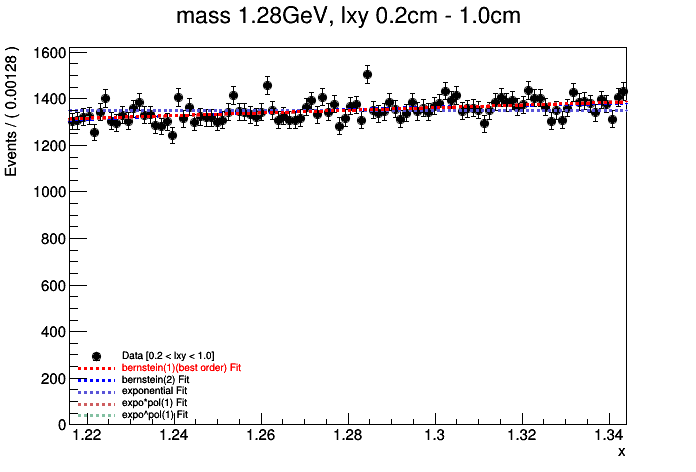 mass 1.28GeV, lxy 0.2cm - 1.0cm
Events / ( 0.00128 )
1600
1400
1200
1000
800
600
400
200
0
Data [0.2 < lxy < 1.0]
bernstein(1)(best order) Fit
bernstein(2) Fit
exponential Fit
expo*pol(1) Fit
expo^pol(1) Fit
1.22 1.24 1.26 1.28 1.3 1.32 1.34
x